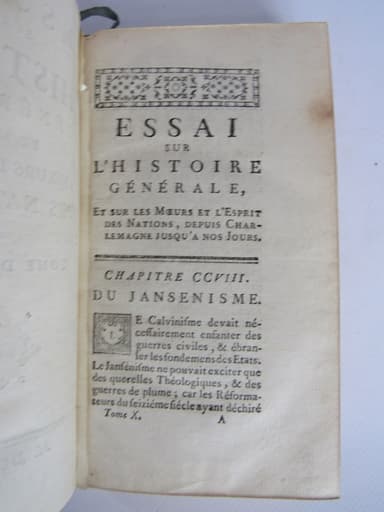 ESSAI
SUR
L'HISTOIRE
GÉNÉRALE,
ET SUR LES MŒURS ET L'ESPRIT
DES NATIONS, DEPUIS CHAR-
LEMAGNE JUSQU'A NOS JOURS.
CHAPITRE CCVIII.
DU JANSENISME.
LE Calvinisme devait né-
cessairement enfanter des
guerres civiles, & ébran-
ler les fondemens des Etats.
Le Jansénisme ne pouvait exciter que
des querelles Théologiques, & des
guerres de plume; car les Réforma-
teurs du seiziéme siécle ayant déchiré
Tome X. A